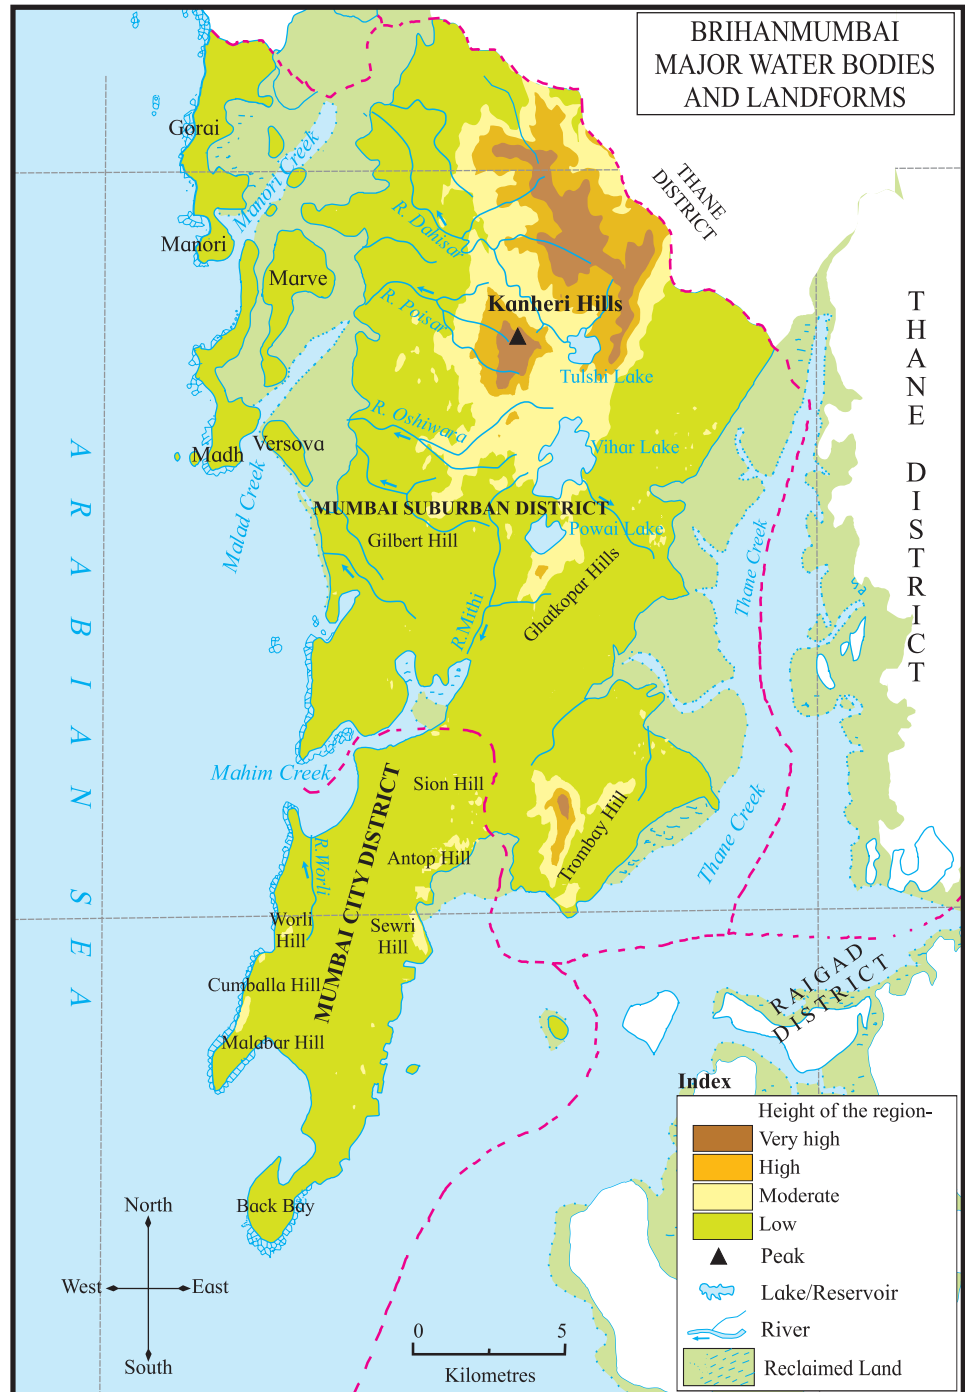 BRIHANMUMBAI
MAJOR WATER BODIES
AND LANDFORMS
Gorai
Manori Creek
THANE
DISTRICT
R. Dahisar
Manori
Marve
R. Poisar
Kanheri Hills
THANE DISTRICT
Tulshi Lake
R. Oshiwara
Versova
Madh
Vihar Lake
ARABIAN SEA
Malad Creek
MUMBAI SUBURBAN DISTRICT
Powai Lake
Gilbert Hill
Thane Creek
Ghatkopar Hills
R.Mithi
Mahim Creek
Sion Hill
MUMBAI CITY DISTRICT
Trombay Hill
Thane Creek
R. Worli
Antop Hill
Worli
Hill
Sewri
Hill
Cumballa Hill
RAIGAD
DISTRICT
Malabar Hill
Back Bay
North
West
East
South
0 5
Kilometres
Index
Height of the region-
Very high
High
Moderate
Low
Peak
Lake/Reservoir
River
Reclaimed Land